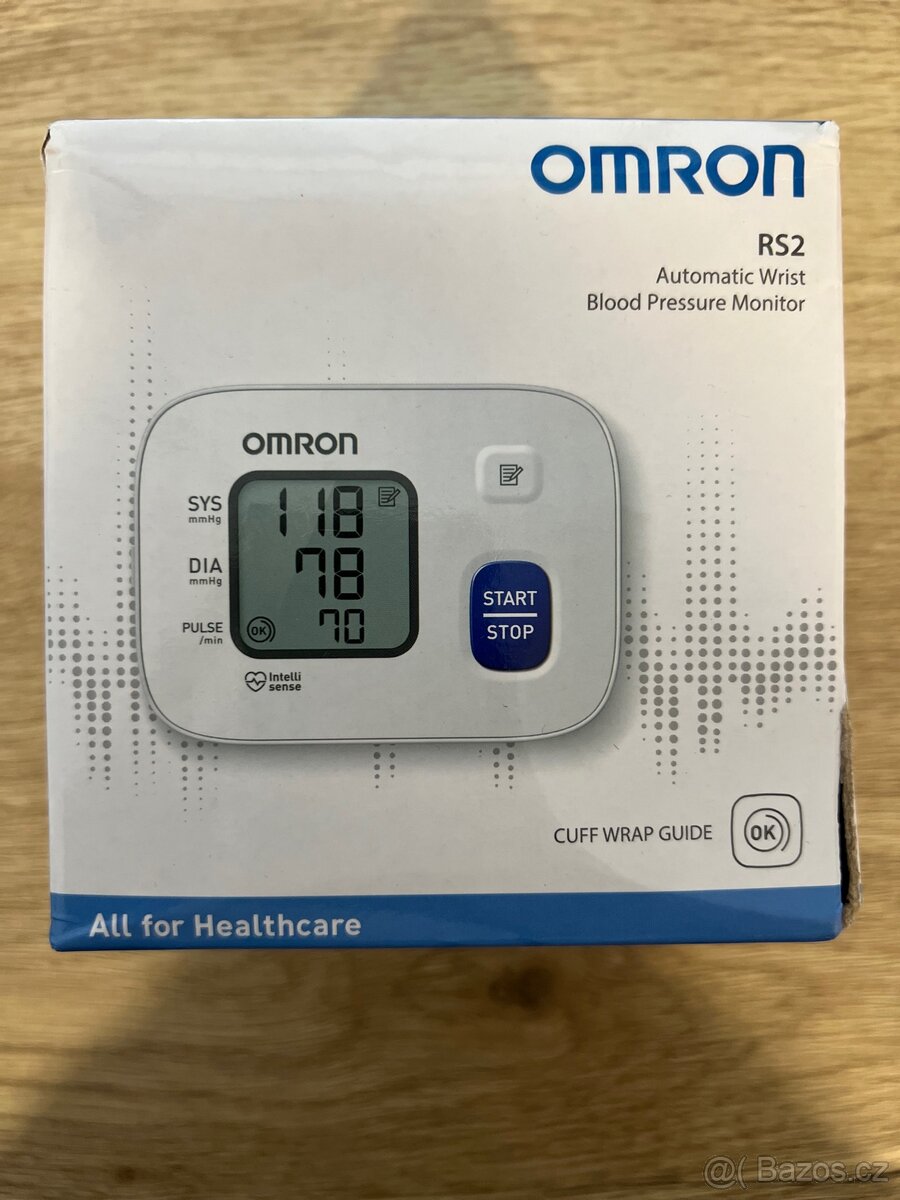 OMRON
RS2
Automatic Wrist
Blood Pressure Monitor
OMRON
SYS
mmHg
118
DIA
mmHg
78
PULSE
/min
OK
70
Intelli
sense
START
STOP
CUFF WRAP GUIDE
OK
All for Healthcare
@( Bazos.cz